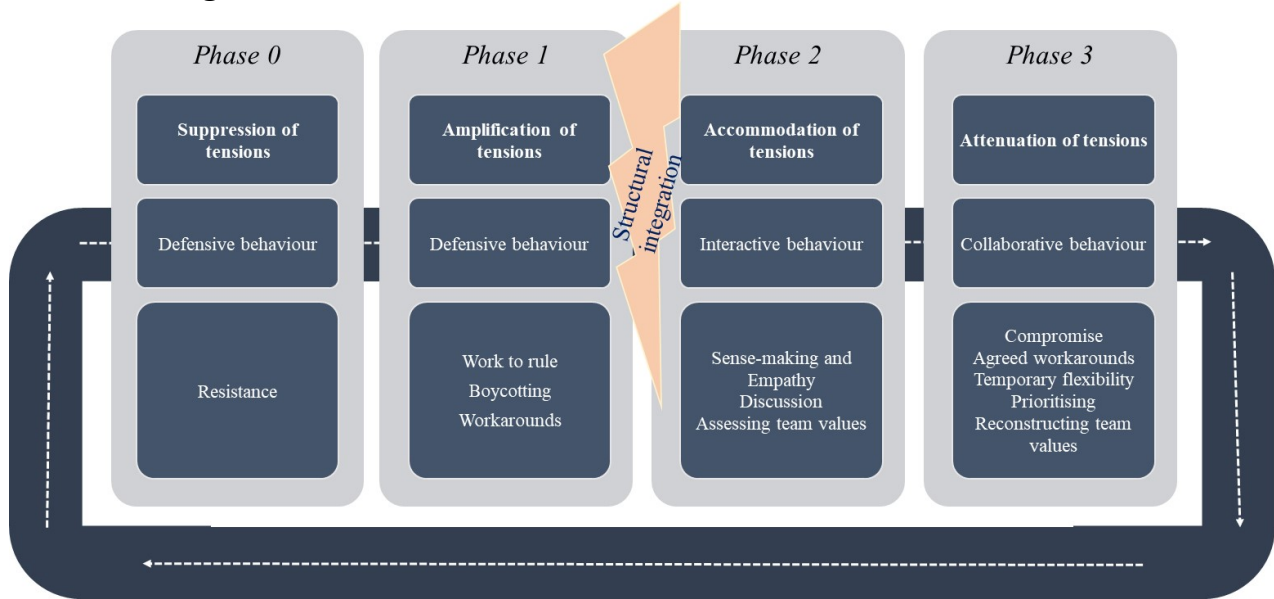 Phase 0
Suppression of
tensions
Defensive behaviour
Resistance
Phase 1
Amplification of
tensions
Defensive behaviour
Work to rule
Boycotting
Workarounds
Structural
integration
Phase 2
Accommodation of
tensions
Interactive behaviour
Sense-making and
Empathy
Discussion
Assessing team values
Phase 3
Attenuation of tensions
Collaborative behaviour
Compromise
Agreed workarounds
Temporary flexibility
Prioritising
Reconstructing team
values